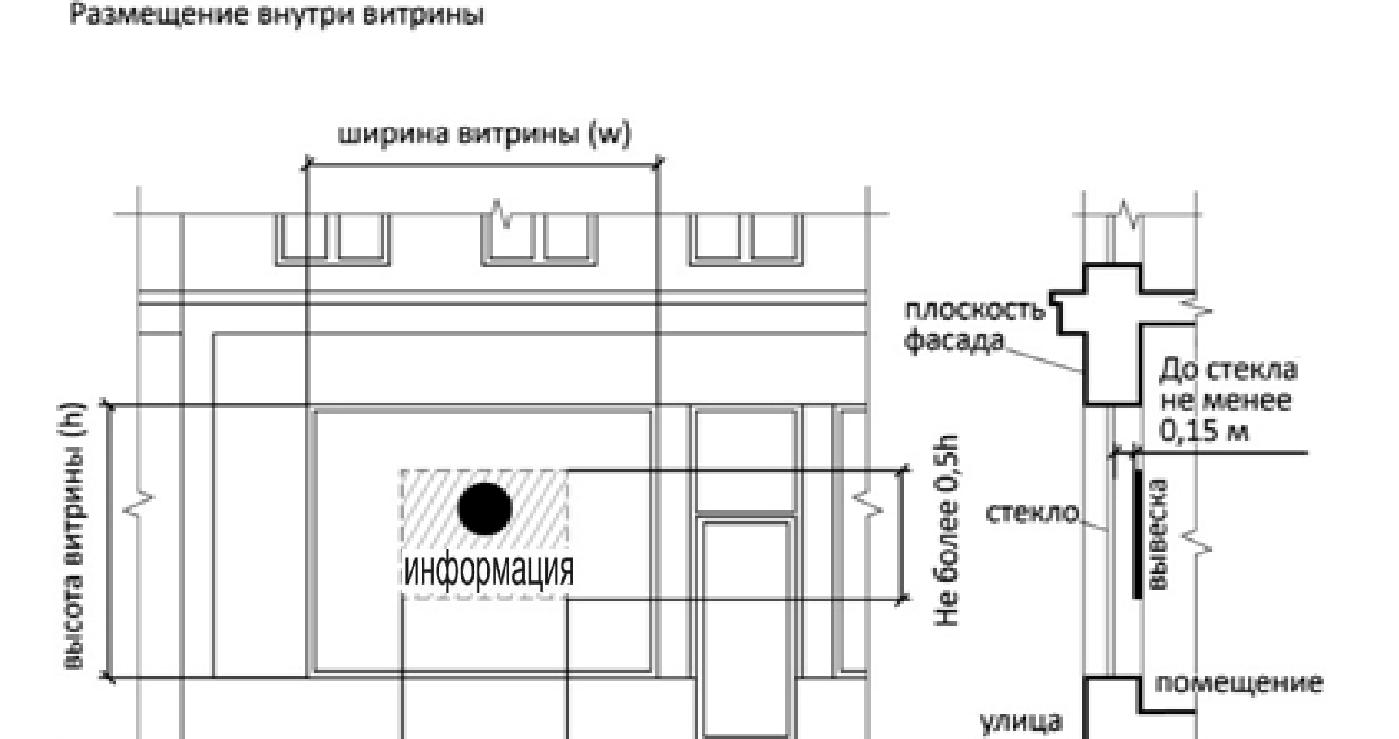 Размещение внутри витрины
ширина витрины (w)
высота витрины (h)
информация
Не более 0,5h
плоскость
фасада
До стекла
не менее
0,15 м
стекло
вывеска
помещение
улица